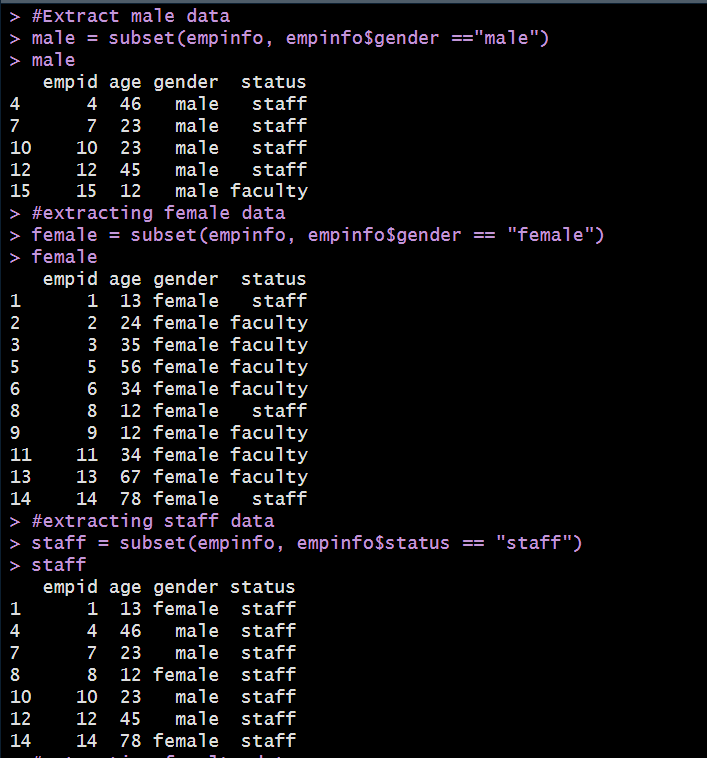 > #Extract male data
> male = subset(empinfo, empinfo$gender =="male")
> male
   empid age gender  status
4      4  46   male   staff
7      7  23   male   staff
10    10  23   male   staff
12    12  45   male   staff
15    15  12   male faculty
> #extracting female data
> female = subset(empinfo, empinfo$gender == "female")
> female
   empid age gender  status
1      1  13 female   staff
2      2  24 female faculty
3      3  35 female faculty
5      5  56 female faculty
6      6  34 female faculty
8      8  12 female   staff
9      9  12 female faculty
11    11  34 female faculty
13    13  67 female faculty
14    14  78 female   staff
> #extracting staff data
> staff = subset(empinfo, empinfo$status == "staff")
> staff
   empid age gender status
1      1  13 female  staff
4      4  46   male  staff
7      7  23   male  staff
8      8  12 female  staff
10    10  23   male  staff
12    12  45   male  staff
14    14  78 female  staff